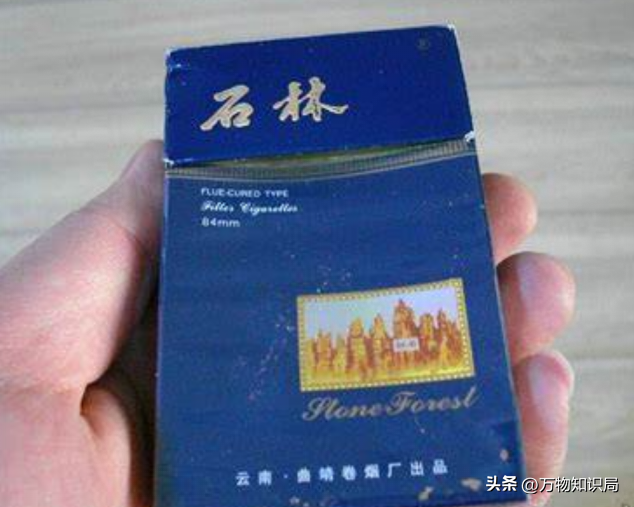 石林
FLUE-CURED TYPE
Filter Cigarettes
84mm
Stone Forest
云南·曲靖卷烟厂出品
头条 @万物知识局